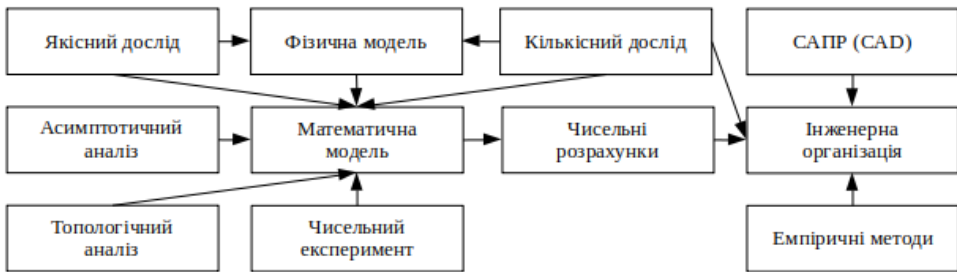 Якісний дослід
Фізична модель
Кількісний дослід
САПР (CAD)
Асимптотичний
аналіз
Математична
модель
Чисельні
розрахунки
Інженерна
організація
Топологічний
аналіз
Чисельний
експеримент
Емпіричні методи